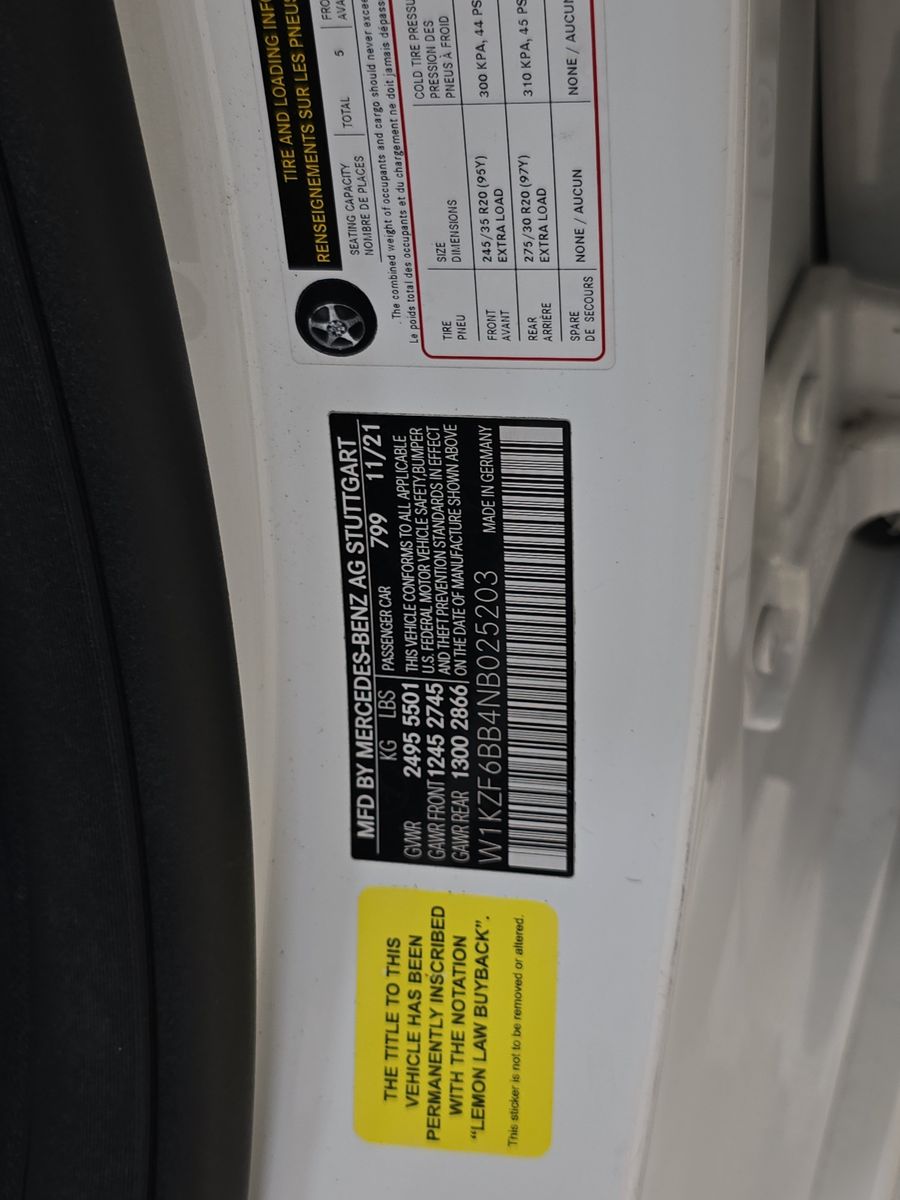 TIRE AND LOADING
RENSEIGNEMENTS SUR LES PNEUS
SEATING CAPACITY
NOMBRE DE PLACES
TOTAL 5
The combined weight of occupants and cargo should never
Le poids total des occupants et du chargement ne doit jamais
TIRE
PNEU
SIZE
DIMENSIONS
COLD TIRE
PRESSION DES
PNEUS À FROID
FRONT
AVANT
245/35 R20 (95Y)
EXTRA LOAD
300 KPA, 44
REAR
ARRIÈRE
275/30 R20 (97Y)
EXTRA LOAD
310 KPA, 45
SPARE
DE SECOURS
NONE / AUCUN
NONE / AUCUN
MFD BY MERCEDES-BENZ AG STUTTGART
KG LBS PASSENGER CAR 799 11/21
GVWR 2495 5501 THIS VEHICLE CONFORMS TO ALL APPLICABLE
GAWR FRONT 1245 2745 U.S. FEDERAL MOTOR VEHICLE SAFETY,BUMPER
AND THEFT PREVENTION STANDARDS IN EFFECT
GAWR REAR 1300 2866 ON THE DATE OF MANUFACTURE SHOWN ABOVE
W1KZF6BB4NB025203 MADE IN GERMANY
THE TITLE TO THIS
VEHICLE HAS BEEN
PERMANENTLY INSCRIBED
WITH THE NOTATION
“LEMON LAW BUYBACK”.
This sticker is not to be removed or altered.